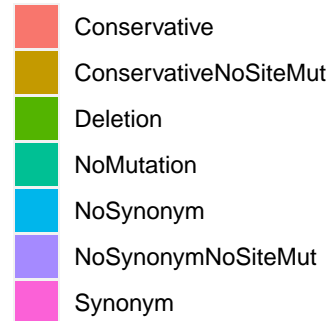 Conservative
ConservativeNoSiteMut
Deletion
NoMutation
NoSynonym
NoSynonymNoSiteMut
Synonym